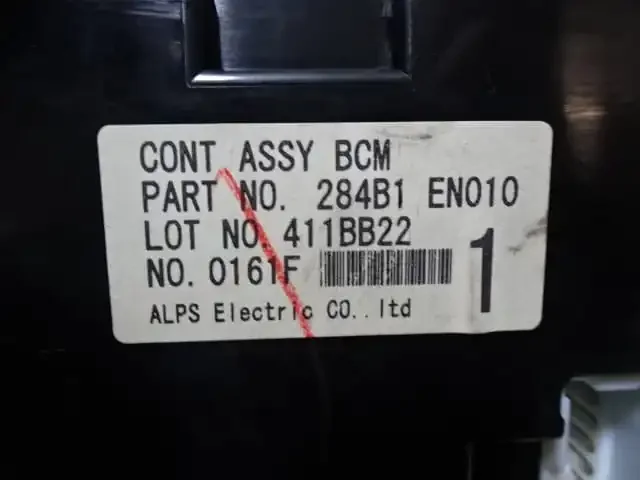 CONT ASSY BCM
PART NO. 284B1 EN010
LOT NO. 411BB22
NO. 0161F
1
ALPS Electric CO.,ltd